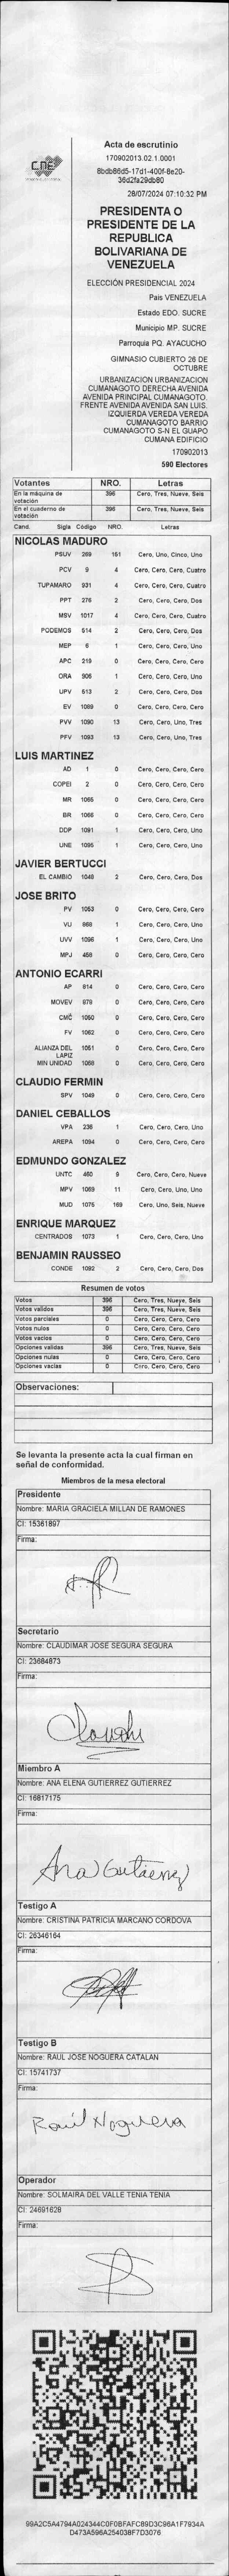 CNE
Acta de escrutinio
170902013.02.1.0001
8bdb86d5-17d1-400f-8e20-
36d2fa29db80
28/07/2024 07:10:32 PM
PRESIDENTA O
PRESIDENTE DE LA
REPUBLICA
BOLIVARIANA DE
VENEZUELA
ELECCIÓN PRESIDENCIAL 2024
Pais VENEZUELA
Estado EDO. SUCRE
Municipio MP. SUCRE
Parroquia PQ. AYACUCHO
GIMNASIO CUBIERTO 26 DE
OCTUBRE
URBANIZACION URBANIZACION
CUMANAGOTO DERECHA AVENIDA
AVENIDA PRINCIPAL CUMANAGOTO.
FRENTE AVENIDA AVENIDA SAN LUIS.
IZQUIERDA VEREDA VEREDA
CUMANAGOTO BARRIO
CUMANAGOTO S-N EL GUAPO
CUMANA EDIFICIO
170902013
590 Electores
Votantes NRO. Letras
En la máquina de votación 396 Cero, Tres, Nueve, Seis
En el cuaderno de votación 396 Cero, Tres, Nueve, Seis
Cand. Sigla Código NRO. Letras
NICOLAS MADURO
PSUV 269 151 Cero, Uno, Cinco, Uno
PCV 9 4 Cero, Cero, Cero, Cuatro
TUPAMARO 931 4 Cero, Cero, Cero, Cuatro
PPT 276 2 Cero, Cero, Cero, Dos
MSV 1017 4 Cero, Cero, Cero, Cuatro
PODEMOS 514 2 Cero, Cero, Cero, Dos
MEP 6 1 Cero, Cero, Cero, Uno
APC 219 0 Cero, Cero, Cero, Cero
ORA 906 1 Cero, Cero, Cero, Uno
UPV 513 2 Cero, Cero, Cero, Dos
EV 1089 0 Cero, Cero, Cero, Cero
PVV 1090 13 Cero, Cero, Uno, Tres
PFV 1093 13 Cero, Cero, Uno, Tres
LUIS MARTINEZ
AD 1 0 Cero, Cero, Cero, Cero
COPEI 2 0 Cero, Cero, Cero, Cero
MR 1065 0 Cero, Cero, Cero, Cero
BR 1066 0 Cero, Cero, Cero, Cero
DDP 1091 1 Cero, Cero, Cero, Uno
UNE 1095 1 Cero, Cero, Cero, Uno
JAVIER BERTUCCI
EL CAMBIO 1048 2 Cero, Cero, Cero, Dos
JOSE BRITO
PV 1053 0 Cero, Cero, Cero, Cero
VU 868 1 Cero, Cero, Cero, Uno
UVV 1096 1 Cero, Cero, Cero, Uno
MPJ 458 0 Cero, Cero, Cero, Cero
ANTONIO ECARRI
AP 814 0 Cero, Cero, Cero, Cero
MOVEV 878 0 Cero, Cero, Cero, Cero
CMC 1050 0 Cero, Cero, Cero, Cero
FV 1062 0 Cero, Cero, Cero, Cero
ALIANZA DEL LAPIZ 1051 0 Cero, Cero, Cero, Cero
MIN UNIDAD 1058 0 Cero, Cero, Cero, Cero
CLAUDIO FERMIN
SPV 1049 0 Cero, Cero, Cero, Cero
DANIEL CEBALLOS
VPA 238 1 Cero, Cero, Cero, Uno
AREPA 1094 0 Cero, Cero, Cero, Cero
EDMUNDO GONZALEZ
UNTC 460 9 Cero, Cero, Cero, Nueve
MPV 1069 11 Cero, Cero, Uno, Uno
MUD 1075 169 Cero, Uno, Seis, Nueve
ENRIQUE MARQUEZ
CENTRADOS 1073 1 Cero, Cero, Cero, Uno
BENJAMIN RAUSSEO
CONDE 1092 2 Cero, Cero, Cero, Dos
Resumen de votos
Votos 396 Cero, Tres, Nueve, Seis
Votos validos 396 Cero, Tres, Nueve, Seis
Votos parciales 0 Cero, Cero, Cero, Cero
Votos nulos 0 Cero, Cero, Cero, Cero
Votos vacios 0 Cero, Cero, Cero, Cero
Opciones validas 396 Cero, Tres, Nueve, Seis
Opciones nulas 0 Cero, Cero, Cero, Cero
Opciones vacias 0 Cero, Cero, Cero, Cero
Observaciones:
Se levanta la presente acta la cual firman en
señal de conformidad.
Miembros de la mesa electoral
Presidente
Nombre: MARIA GRACIELA MILLAN DE RAMONES
CI: 15361897
Firma:
Secretario
Nombre: CLAUDIMAR JOSE SEGURA SEGURA
CI: 23684873
Firma:
Miembro A
Nombre: ANA ELENA GUTIERREZ GUTIERREZ
CI: 16817175
Firma:
Ana Gutierrez
Testigo A
Nombre: CRISTINA PATRICIA MARCANO CORDOVA
CI: 26346164
Firma:
Testigo B
Nombre: RAUL JOSE NOGUERA CATALAN
CI: 15741737
Firma:
Raúl Noguera
Operador
Nombre: SOLMAIRA DEL VALLE TENIA TENIA
CI: 24691628
Firma:
99A2C5A4794A024344C0F0BFAFC89D3C96A1F7934A
D473A596A254038F7D3076